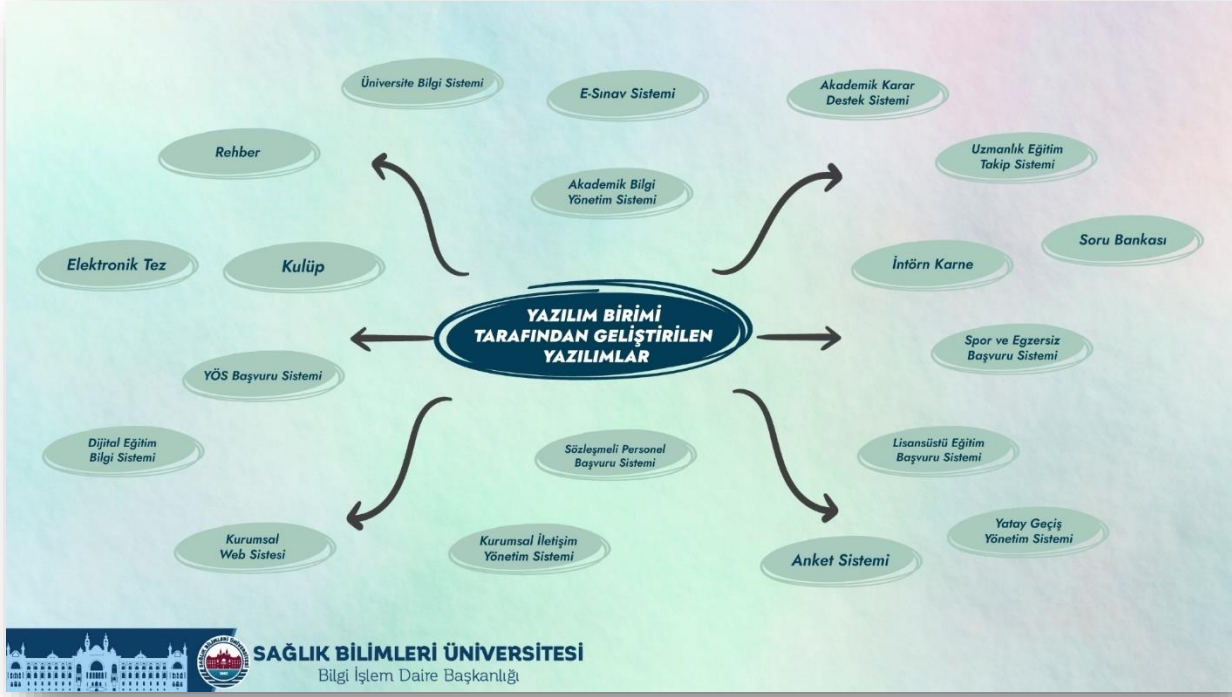 Üniversite Bilgi Sistemi
E-Sınav Sistemi
Akademik Karar
Destek Sistemi
Rehber
Uzmanlık Eğitim
Takip Sistemi
Akademik Bilgi
Yönetim Sistemi
Soru Bankası
Elektronik Tez
Kulüp
İntörn Karne
YAZILIM BİRİMİ
TARAFINDAN GELİŞTİRİLEN
YAZILIMLAR
Spor ve Egzersiz
Başvuru Sistemi
YÖS Başvuru Sistemi
Dijital Eğitim
Bilgi Sistemi
Sözleşmeli Personel
Başvuru Sistemi
Lisansüstü Eğitim
Başvuru Sistemi
Kurumsal
Web Sistesi
Kurumsal İletişim
Yönetim Sistemi
Anket Sistemi
Yatay Geçiş
Yönetim Sistemi
SAĞLIK BİLİMLERİ ÜNİVERSİTESİ
Bilgi İşlem Daire Başkanlığı